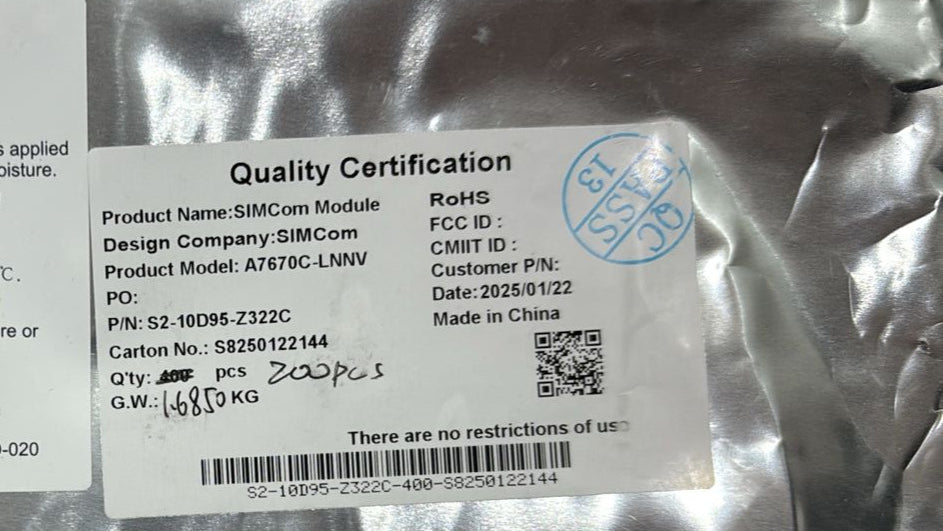 s applied
oisture.
℃.
re or
-020
Quality Certification
Product Name:SIMCom Module
Design Company:SIMCom
Product Model: A7670C-LNNV
PO:
P/N: S2-10D95-Z322C
Carton No.: S8250122144
Q'ty: 400 pcs 200pcs
G.W.: 1.6850 KG
RoHS
FCC ID :
CMIIT ID :
Customer P/N:
Date: 2025/01/22
Made in China
13
PASS
QC
There are no restrictions of use
S2-10D95-Z322C-400-S8250122144